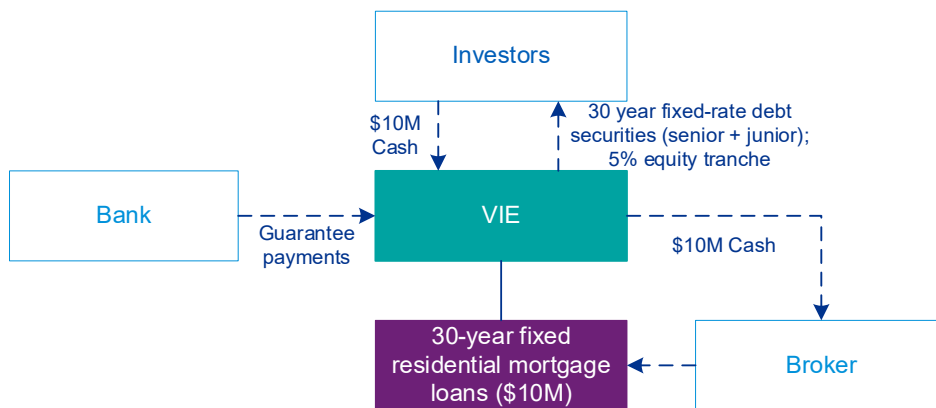 Investors
$10M
Cash
30 year fixed-rate debt
securities (senior + junior);
5% equity tranche
Bank
Guarantee
payments
VIE
$10M Cash
30-year fixed
residential mortgage
loans ($10M)
Broker